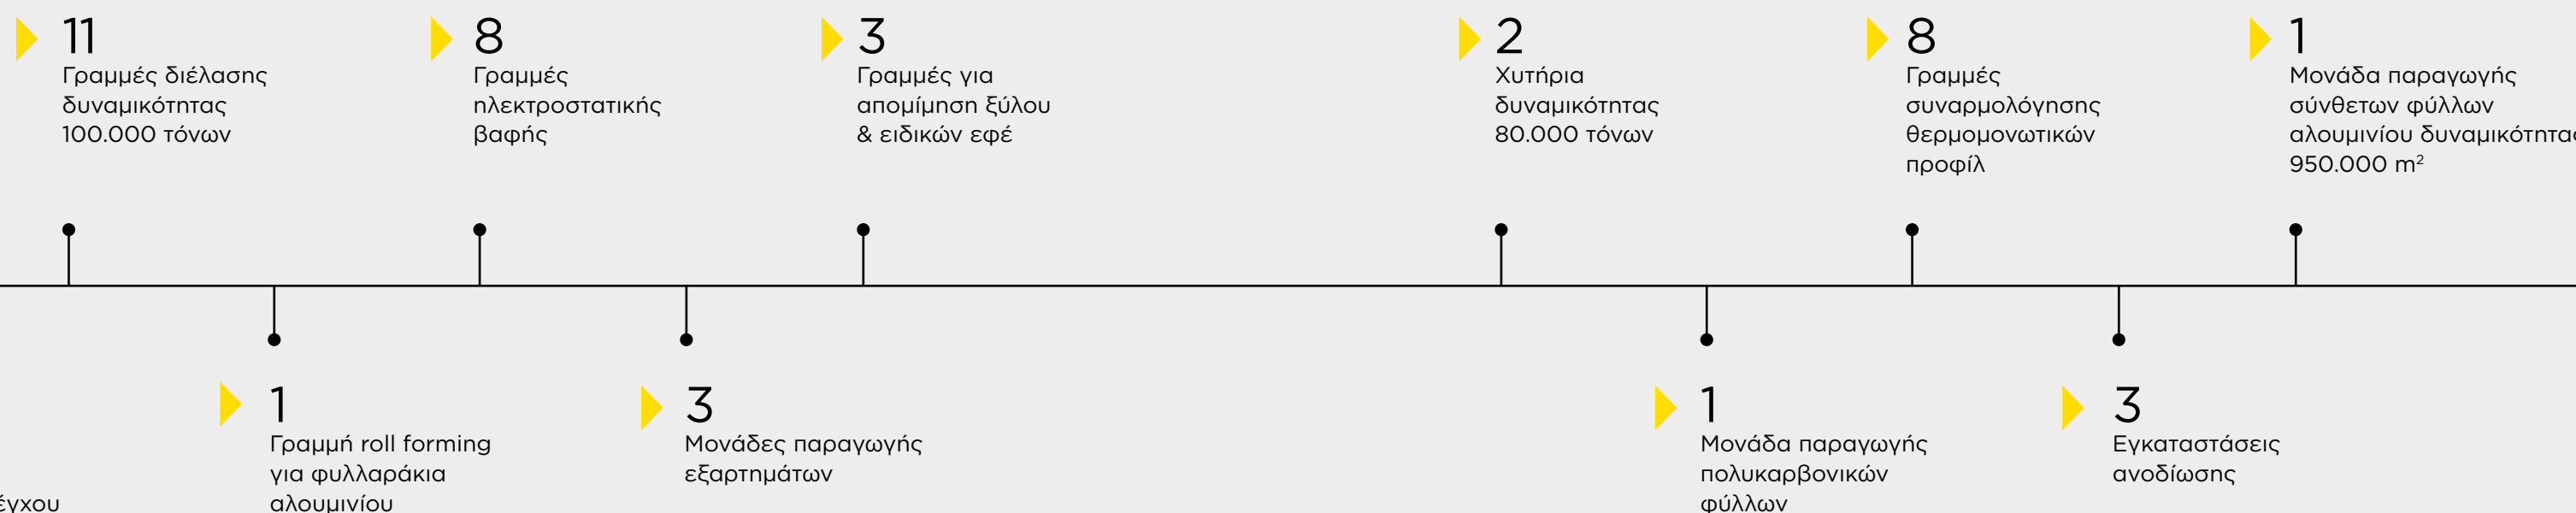 11
Γραμμές διέλασης
δυναμικότητας
100.000 τόνων
8
Γραμμές
ηλεκτροστατικής
βαφής
3
Γραμμές για
απομίμηση ξύλου
& ειδικών εφέ
2
Χυτήρια
δυναμικότητας
80.000 τόνων
8
Γραμμές
συναρμολόγησης
θερμομονωτικών
προφίλ
1
Μονάδα παραγωγής
σύνθετων φύλλων
αλουμινίου δυναμικότητας
950.000 m²
έγχου
1
Γραμμή roll forming
για φυλλαράκια
αλουμινίου
3
Μονάδες παραγωγής
εξαρτημάτων
1
Μονάδα παραγωγής
πολυκαρβονικών
φύλλων
3
Εγκαταστάσεις
ανοδίωσης